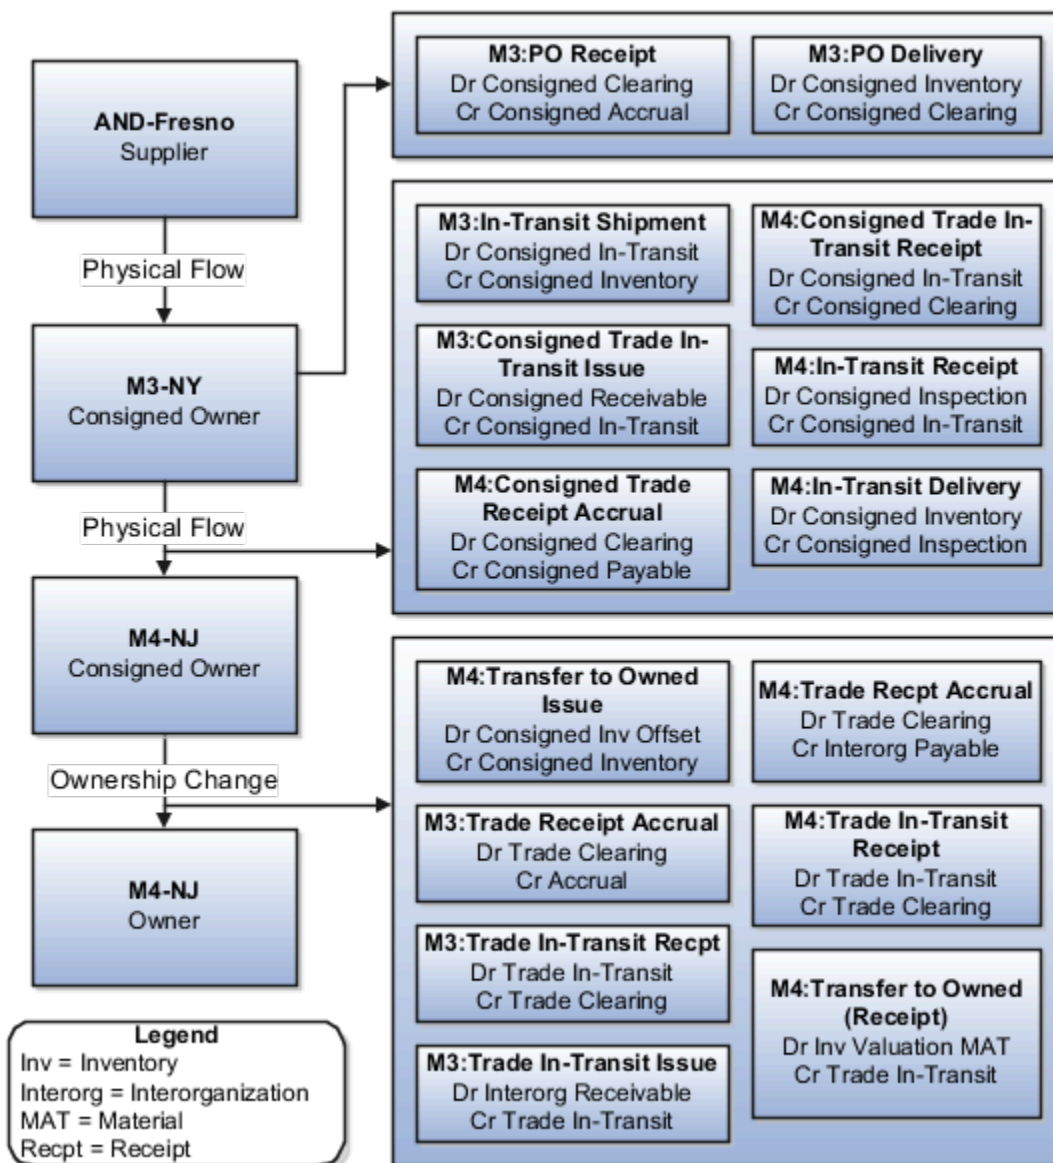 AND-Fresno
Supplier
Physical Flow
M3-NY
Consigned Owner
Physical Flow
M4-NJ
Consigned Owner
Ownership Change
M4-NJ
Owner
Legend
Inv = Inventory
Interorg = Interorganization
MAT = Material
Recpt = Receipt
M3:PO Receipt
Dr Consigned Clearing
Cr Consigned Accrual
M3:PO Delivery
Dr Consigned Inventory
Cr Consigned Clearing
M3:In-Transit Shipment
Dr Consigned In-Transit
Cr Consigned Inventory
M3:Consigned Trade In-
Transit Issue
Dr Consigned Receivable
Cr Consigned In-Transit
M4:Consigned Trade
Receipt Accrual
Dr Consigned Clearing
Cr Consigned Payable
M4:Consigned Trade In-
Transit Receipt
Dr Consigned In-Transit
Cr Consigned Clearing
M4:In-Transit Receipt
Dr Consigned Inspection
Cr Consigned In-Transit
M4:In-Transit Delivery
Dr Consigned Inventory
Cr Consigned Inspection
M4:Transfer to Owned
Issue
Dr Consigned Inv Offset
Cr Consigned Inventory
M3:Trade Receipt Accrual
Dr Trade Clearing
Cr Accrual
M3:Trade In-Transit Recpt
Dr Trade In-Transit
Cr Trade Clearing
M3:Trade In-Transit Issue
Dr Interorg Receivable
Cr Trade In-Transit
M4:Trade Recpt Accrual
Dr Trade Clearing
Cr Interorg Payable
M4:Trade In-Transit
Receipt
Dr Trade In-Transit
Cr Trade Clearing
M4:Transfer to Owned
(Receipt)
Dr Inv Valuation MAT
Cr Trade In-Transit